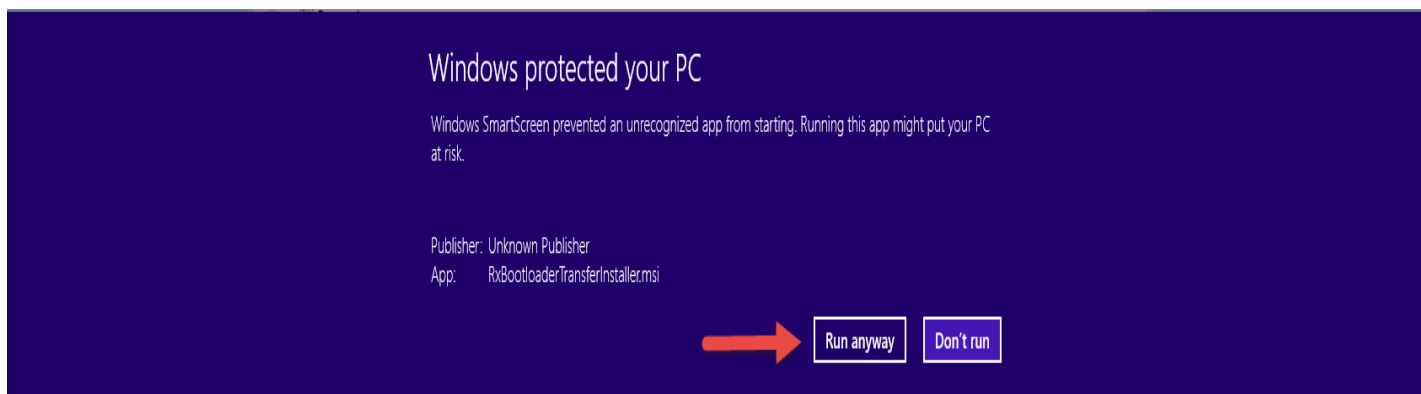 Windows protected your PC
Windows SmartScreen prevented an unrecognized app from starting. Running this app might put your PC
at risk.
Publisher: Unknown Publisher
App: RxBootloaderTransferInstaller.msi
Run anyway Don't run